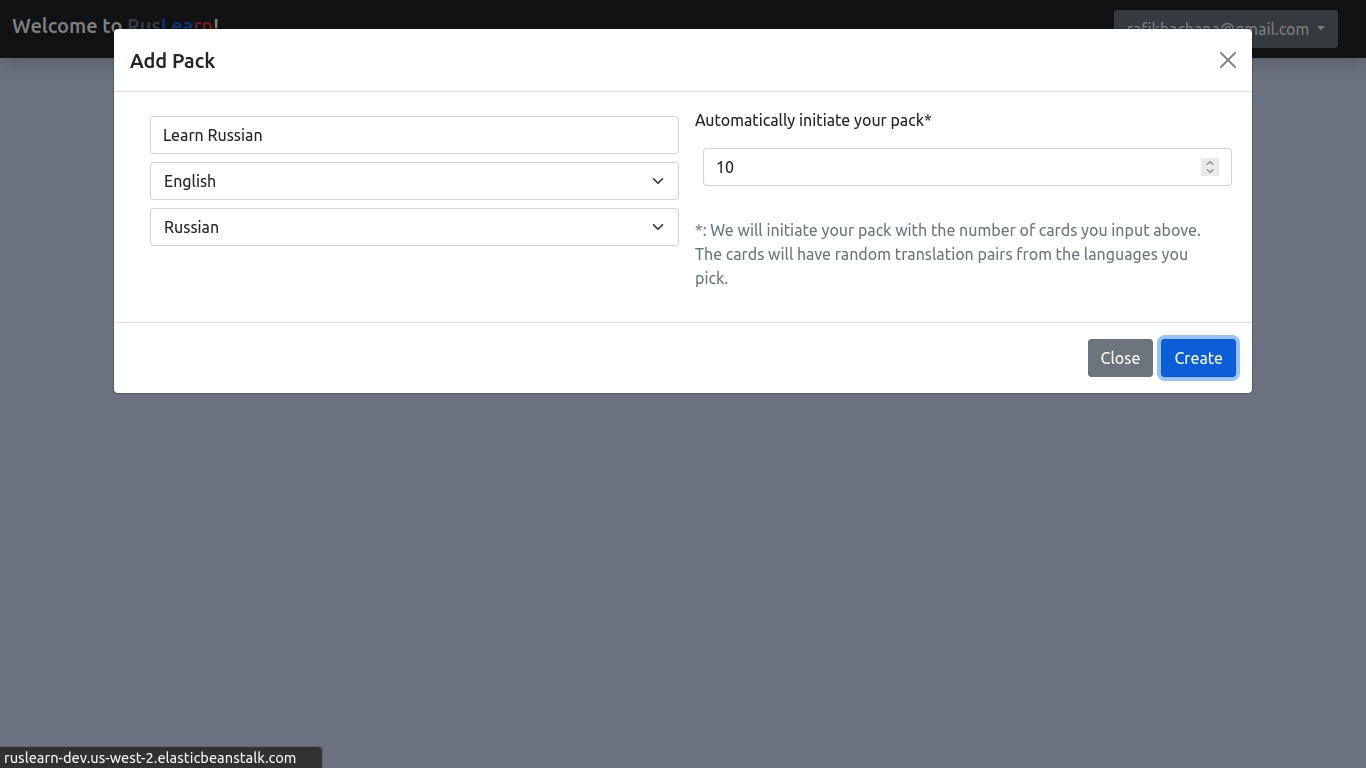 Welcome to RusLearn!
rafikhachana@gmail.com
Add Pack
Learn Russian
English
Russian
Automatically initiate your pack*
10
*: We will initiate your pack with the number of cards you input above.
The cards will have random translation pairs from the languages you
pick.
Close
Create
ruslearn-dev.us-west-2.elasticbeanstalk.com